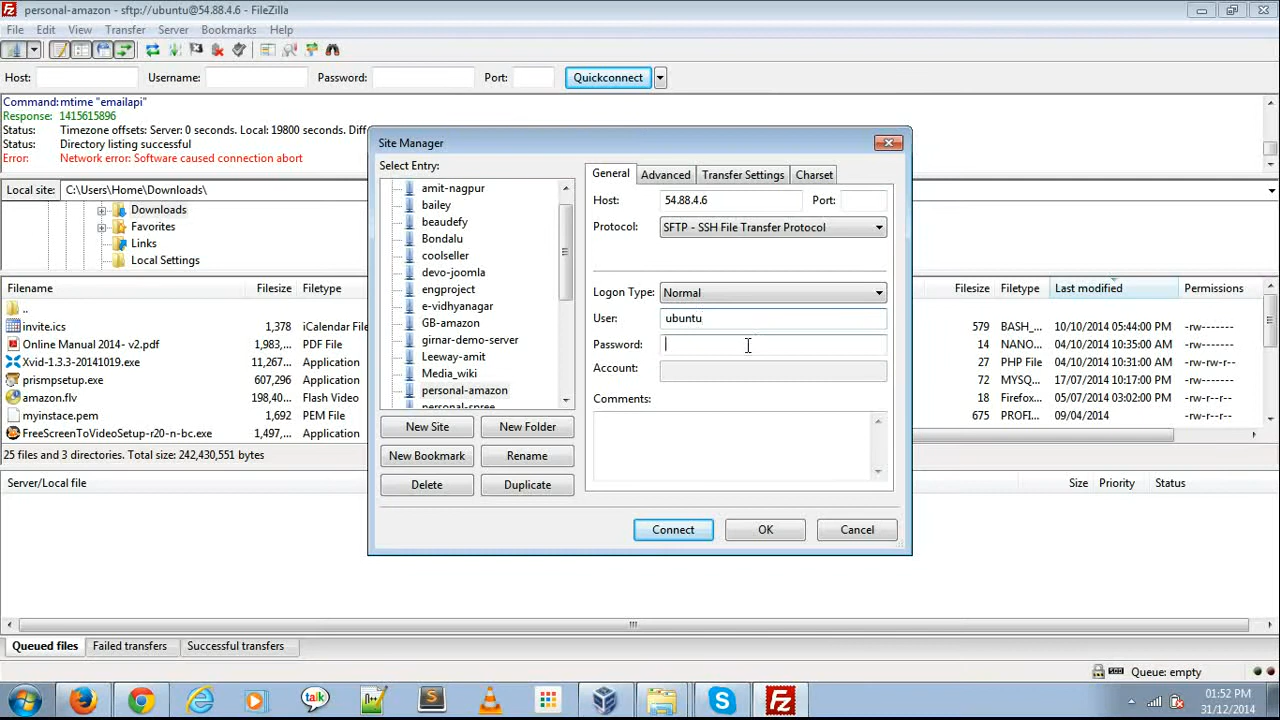 personal-amazon - sftp://ubuntu@54.88.4.6 - FileZilla
File Edit View Transfer Server Bookmarks Help
Host: Username: Password: Port: Quickconnect
Command: mtime "emailapi"
Response: 1415615896
Status: Timezone offsets: Server: 0 seconds. Local: 19800 seconds.
Status: Directory listing successful
Error: Network error: Software caused connection abort
Local site: C:\Users\Home\Downloads\
Downloads
Favorites
Links
Local Settings
Filename Filesize Filetype
..
invite.ics 1,378 iCalendar File
Online Manual 2014- v2.pdf 1,983,... PDF File
Xvid-1.3.3-20141019.exe 672,261 Application
prismpsetup.exe 607,296 Application
amazon.flv 198,40... Flash Video
myinstace.pem 1,692 PEM File
FreeScreenToVideoSetup-r20-n-bc.exe 1,497,... Application
25 files and 3 directories. Total size: 242,430,551 bytes
Site Manager
Select Entry:
amit-nagpur
bailey
beaudefy
Bondalu
coolseller
devo-joomla
engproject
e-vidhyanagar
GB-amazon
girnar-demo-server
Leeway-amit
Media_wiki
personal-amazon
personal-spree
New Site New Folder
New Bookmark Rename
Delete Duplicate
General Advanced Transfer Settings Charset
Host: 54.88.4.6 Port:
Protocol: SFTP - SSH File Transfer Protocol
Logon Type: Normal
User: ubuntu
Password:
Account:
Comments:
Connect OK Cancel
Filesize Filetype Last modified Permissions
579 BASH_... 10/10/2014 05:44:00 PM -rw-------
14 NANO... 04/04/2014 10:35:00 AM -rw-------
27 PHP File 04/04/2014 10:31:00 AM -rw-rw-r--
72 MYSQ... 17/07/2014 10:17:00 PM -rw-------
18 Firefox... 05/07/2014 03:02:00 PM -rw-r--r--
675 PROFI... 09/04/2014 -rw-r--r--
Server/Local file Size Priority Status
Queued files Failed transfers Successful transfers
Queue: empty
talk
01:52 PM
31/12/2014